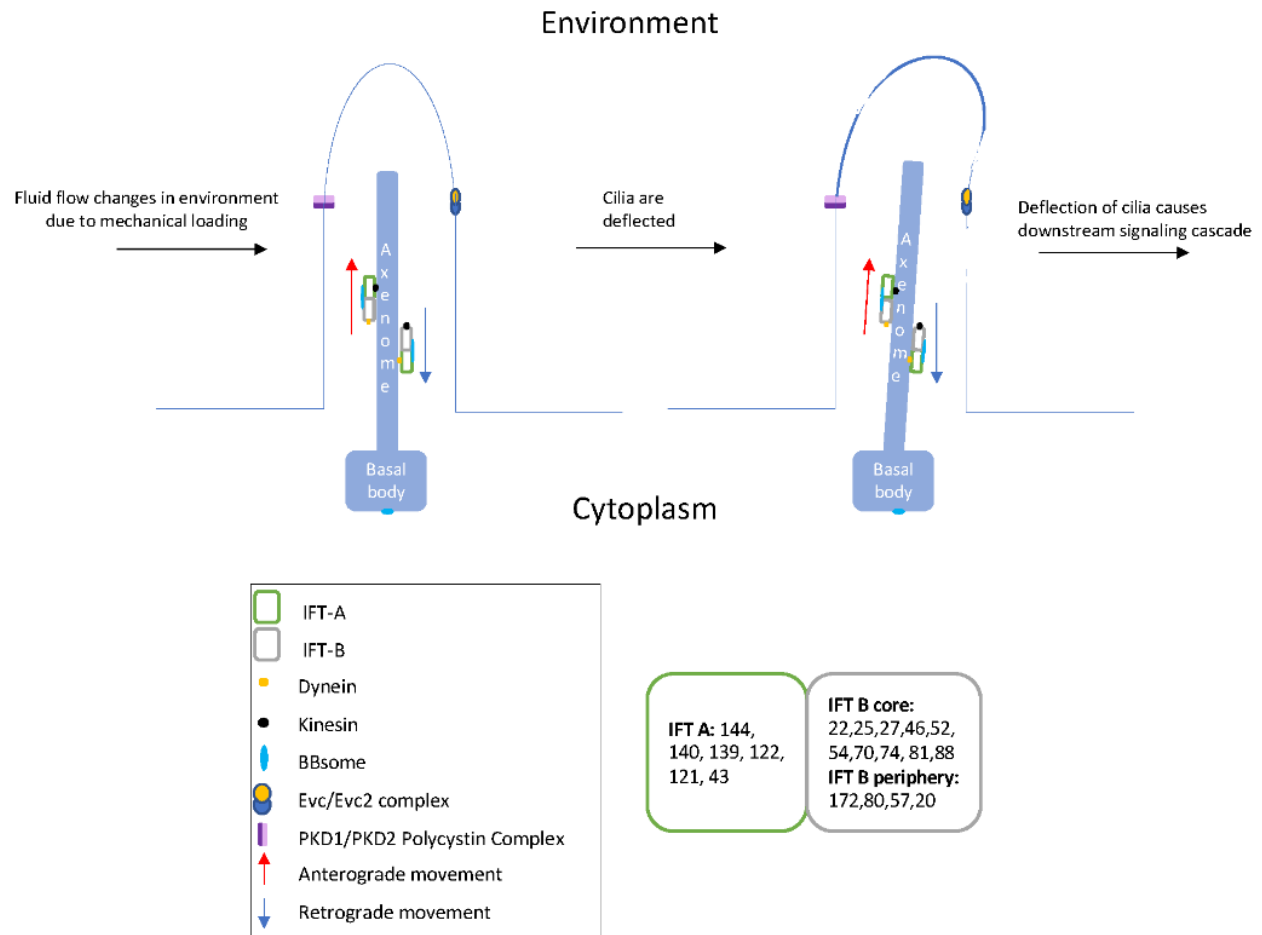 Environment
Fluid flow changes in environment
due to mechanical loading
Cilia are
deflected
Deflection of cilia causes
downstream signaling cascade
Axenome
Axenome
Basal
body
Basal
body
Cytoplasm
IFT-A
IFT-B
Dynein
Kinesin
BBsome
Evc/Evc2 complex
PKD1/PKD2 Polycystin Complex
Anterograde movement
Retrograde movement
IFT A: 144,
140, 139, 122,
121, 43
IFT B core:
22,25,27,46,52,
54,70,74, 81,88
IFT B periphery:
172,80,57,20